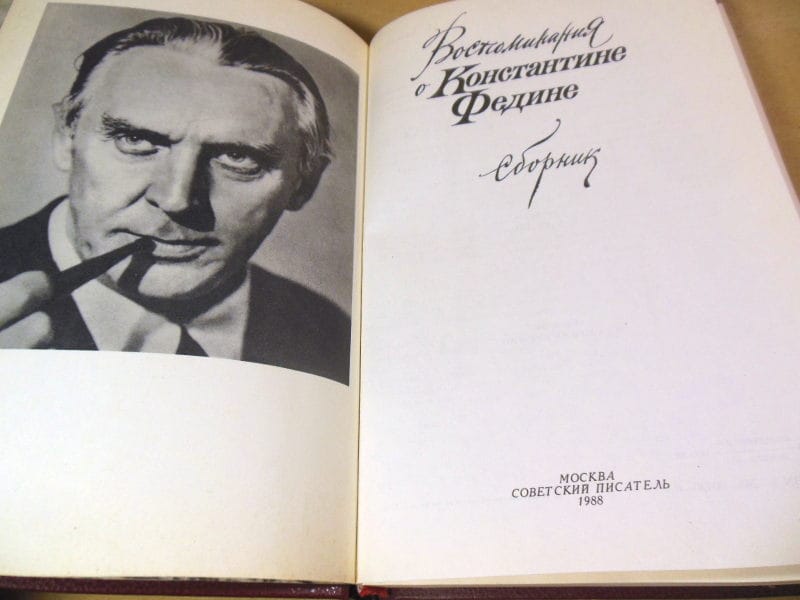 Воспоминания
о Константине
Федине
Сборник
МОСКВА
СОВЕТСКИЙ ПИСАТЕЛЬ
1988